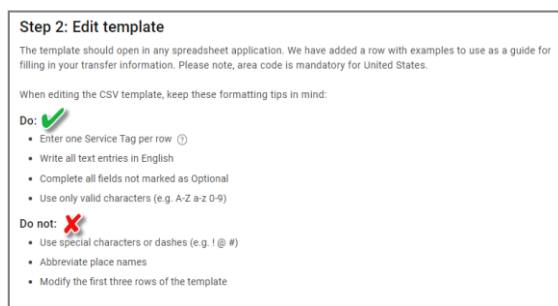 Step 2: Edit template
The template should open in any spreadsheet application. We have added a row with examples to use as a guide for
filling in your transfer information. Please note, area code is mandatory for United States.
When editing the CSV template, keep these formatting tips in mind:
Do:
• Enter one Service Tag per row ?
• Write all text entries in English
• Complete all fields not marked as Optional
• Use only valid characters (e.g. A-Z a-z 0-9)
Do not:
• Use special characters or dashes (e.g. ! @ #)
• Abbreviate place names
• Modify the first three rows of the template